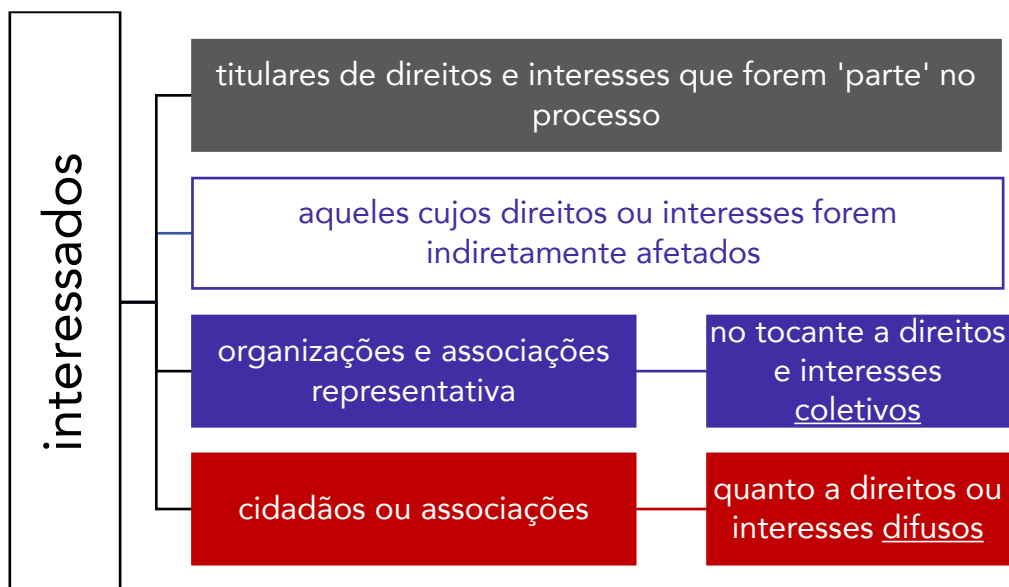 interessados
titulares de direitos e interesses que forem 'parte' no
processo
aqueles cujos direitos ou interesses forem
indiretamente afetados
organizações e associações
representativa
no tocante a direitos
e interesses
coletivos
cidadãos ou associações
quanto a direitos ou
interesses difusos